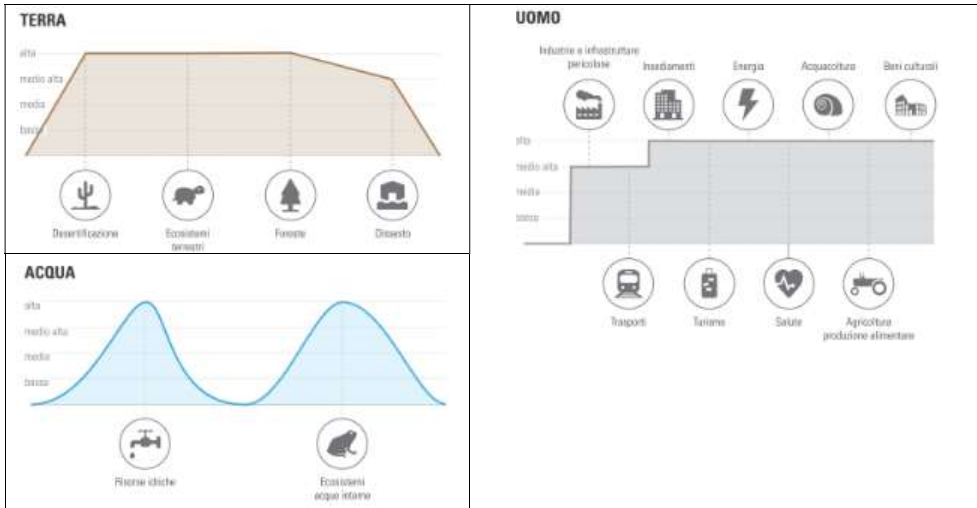 TERRA
alta
medio alta
media
bassa
Desertificazione
Ecosistemi
terrestri
Foreste
Dissesto
ACQUA
alta
medio alta
media
bassa
Risorse idriche
Ecosistemi
acque interne
UOMO
Industrie e infrastrutture
pericolose
Insediamenti
Energia
Acquacoltura
Beni culturali
alta
medio alta
media
bassa
Trasporti
Turismo
Salute
Agricoltura
produzione alimentare